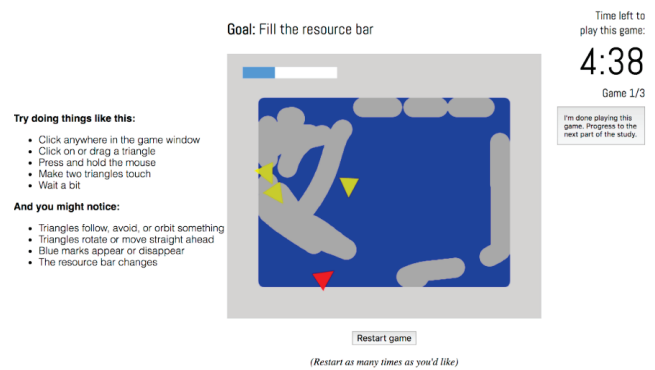 Goal: Fill the resource bar
Time left to
play this game:
4:38
Game 1/3
I'm done playing this
game. Progress to the
next part of the study.
Try doing things like this:
• Click anywhere in the game window
• Click on or drag a triangle
• Press and hold the mouse
• Make two triangles touch
• Wait a bit
And you might notice:
• Triangles follow, avoid, or orbit something
• Triangles rotate or move straight ahead
• Blue marks appear or disappear
• The resource bar changes
Restart game
(Restart as many times as you'd like)